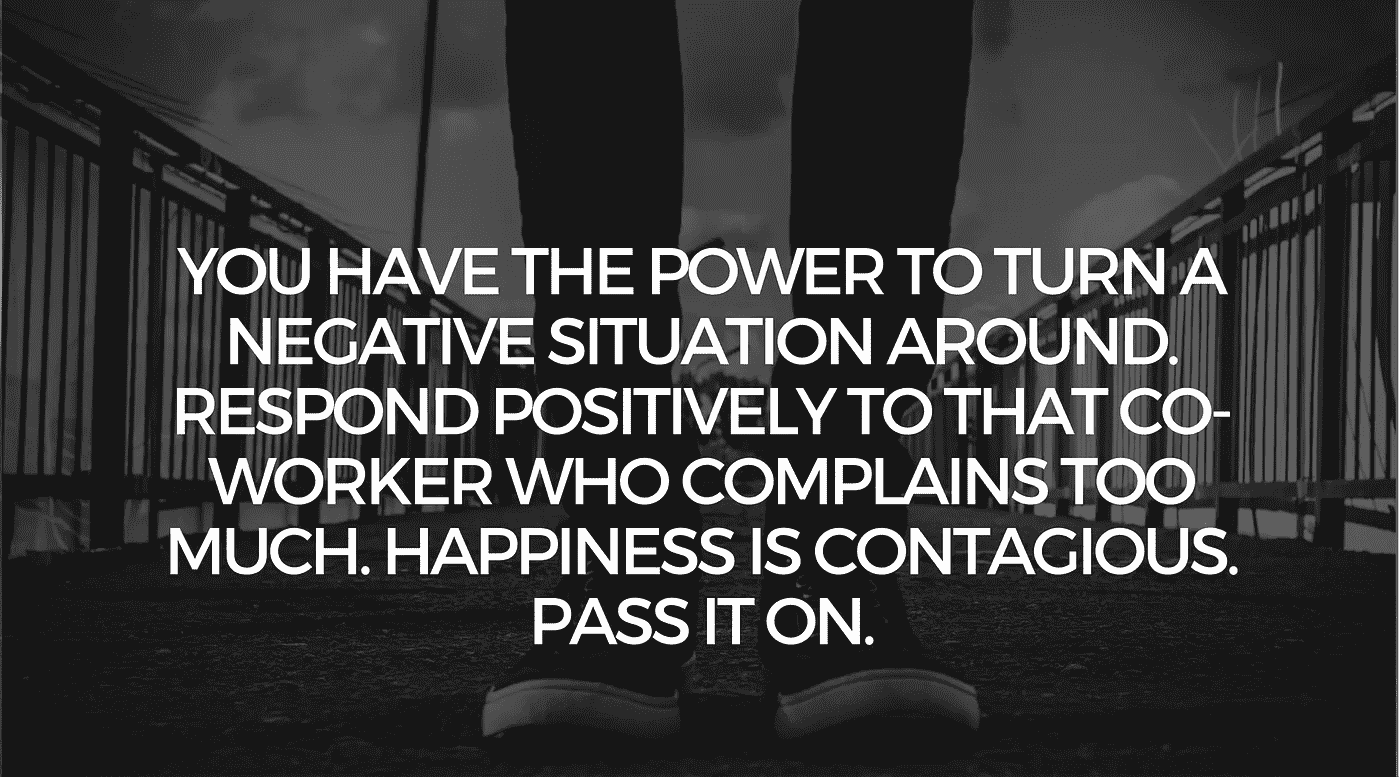 YOU HAVE THE POWER TO TURN A
NEGATIVE SITUATION AROUND.
RESPOND POSITIVELY TO THAT CO-
WORKER WHO COMPLAINS TOO
MUCH. HAPPINESS IS CONTAGIOUS.
PASS IT ON.